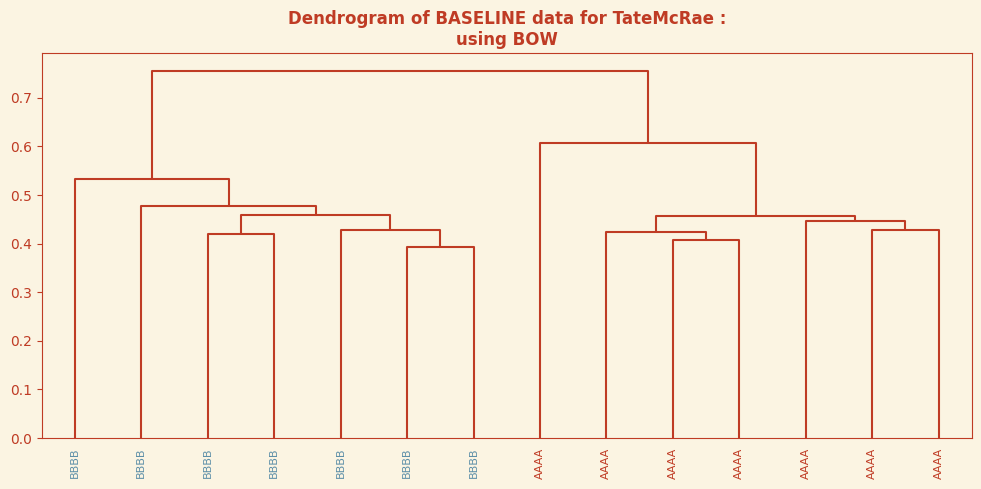 Dendrogram of BASELINE data for TateMcRae :
using BOW
0.7
0.6
0.5
0.4
0.3
0.2
0.1
0.0
BBBB BBBB BBBB BBBB BBBB BBBB BBBB AAAA AAAA AAAA AAAA AAAA AAAA AAAA